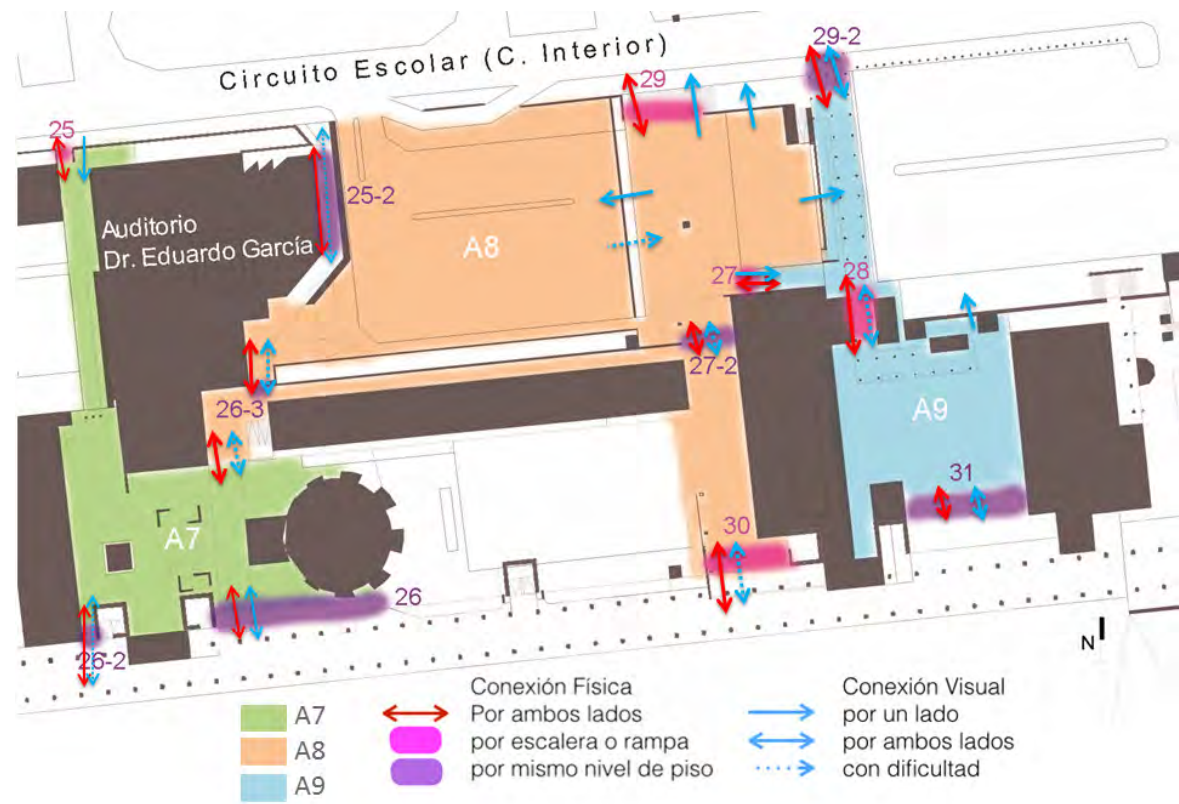 Circuito Escolar (C. Interior)
29-2
29
25
25-2
Auditorio
Dr. Eduardo García
A8
27
28
27-2
26-3
A9
31
A7
30
26
26-2
N
A7
A8
A9
Conexión Física
Por ambos lados
por escalera o rampa
por mismo nivel de piso
Conexión Visual
por un lado
por ambos lados
con dificultad